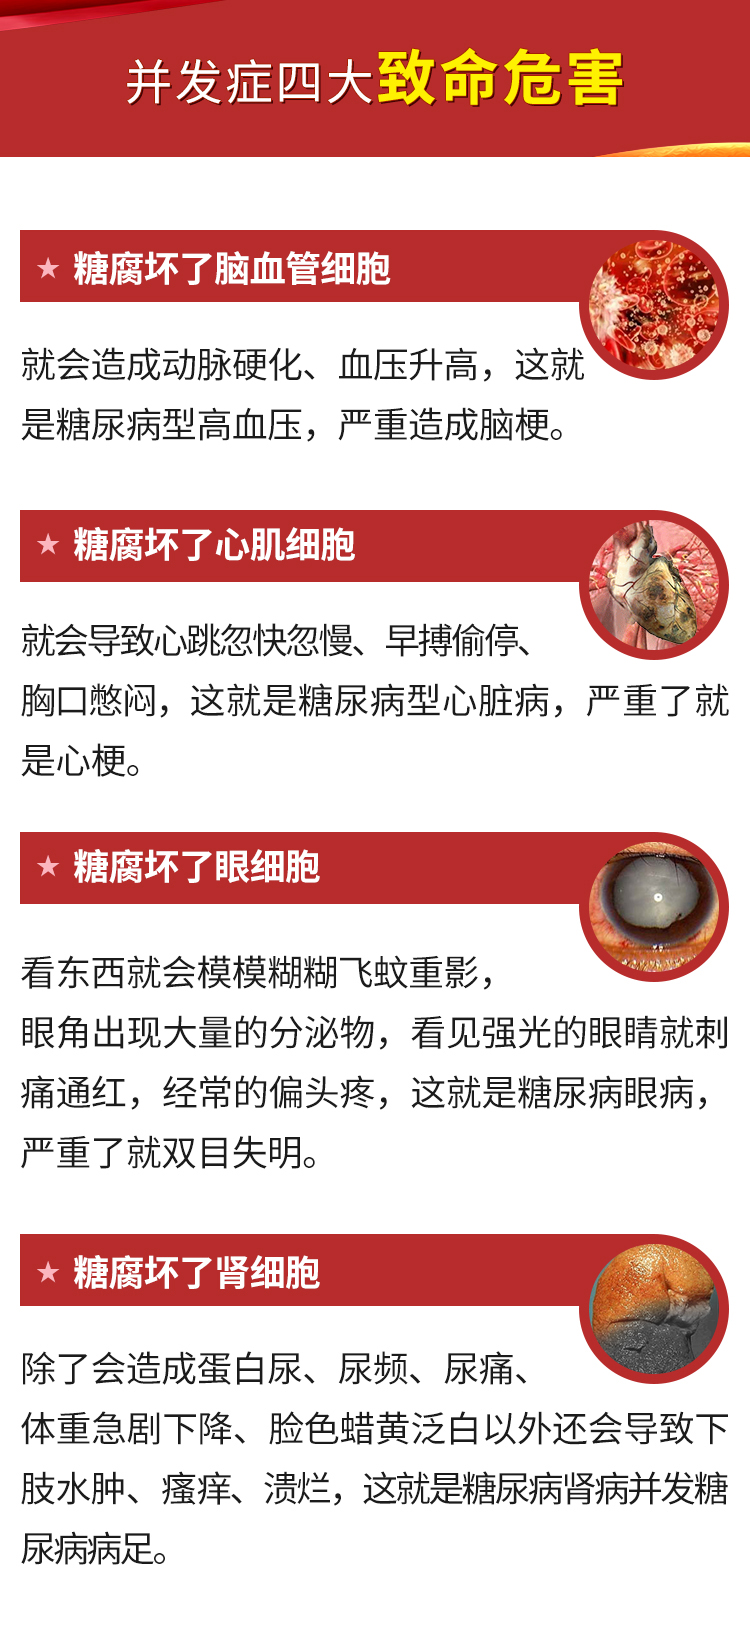 并发症四大致命危害
★ 糖腐坏了脑血管细胞
就会造成动脉硬化、血压升高，这就
是糖尿病型高血压，严重造成脑梗。
★ 糖腐坏了心肌细胞
就会导致心跳忽快忽慢、早搏偷停、
胸口憋闷，这就是糖尿病型心脏病，严重了就
是心梗。
★ 糖腐坏了眼细胞
看东西就会模模糊糊飞蚊重影，
眼角出现大量的分泌物，看见强光的眼睛就刺
痛通红，经常的偏头疼，这就是糖尿病眼病，
严重了就双目失明。
★ 糖腐坏了肾细胞
除了会造成蛋白尿、尿频、尿痛、
体重急剧下降、脸色蜡黄泛白以外还会导致下
肢水肿、瘙痒、溃烂，这就是糖尿病肾病并发糖
尿病病足。